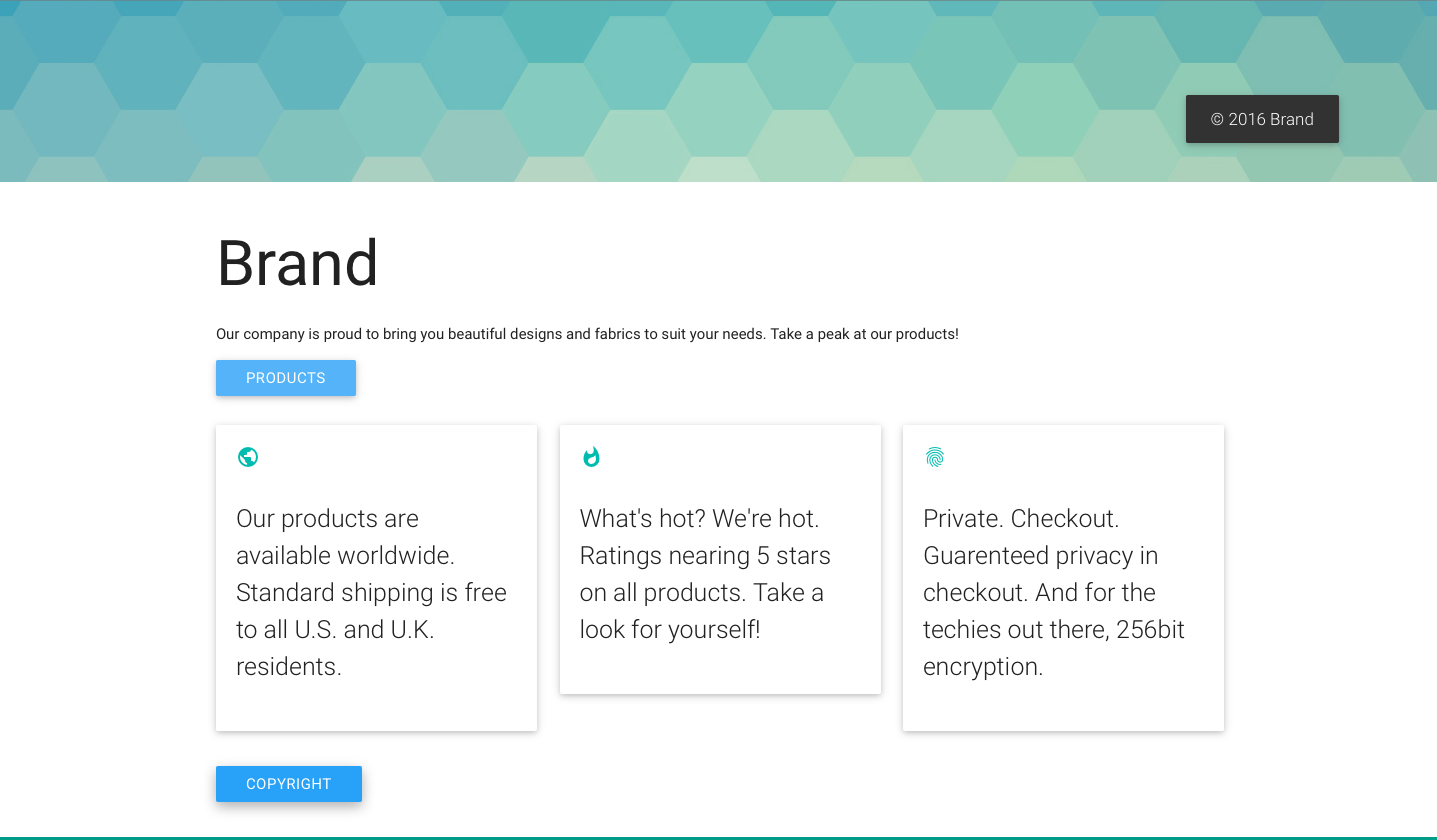 © 2016 Brand
Brand
Our company is proud to bring you beautiful designs and fabrics to suit your needs. Take a peak at our products!
PRODUCTS
Our products are
available worldwide.
Standard shipping is free
to all U.S. and U.K.
residents.
What's hot? We're hot.
Ratings nearing 5 stars
on all products. Take a
look for yourself!
Private. Checkout.
Guarenteed privacy in
checkout. And for the
techies out there, 256bit
encryption.
COPYRIGHT